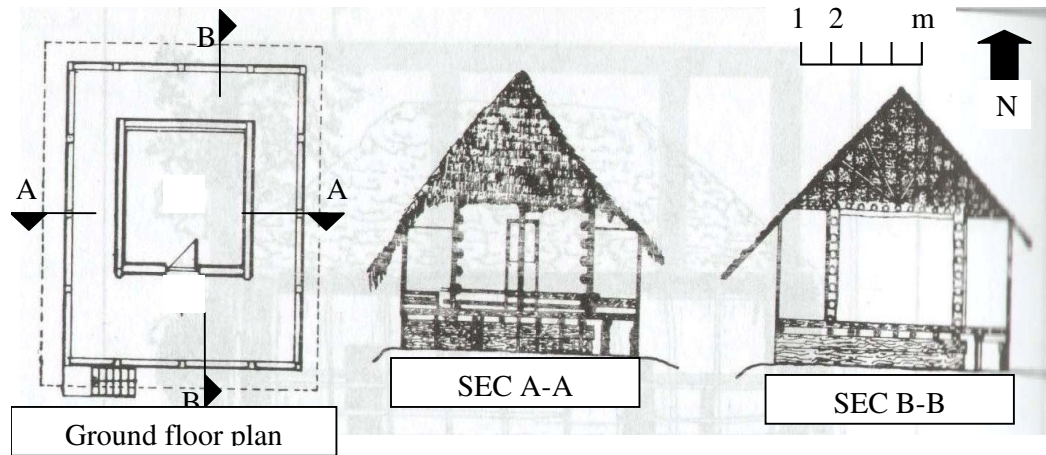 B
1 2 m
N
A A
B
SEC A-A
SEC B-B
Ground floor plan